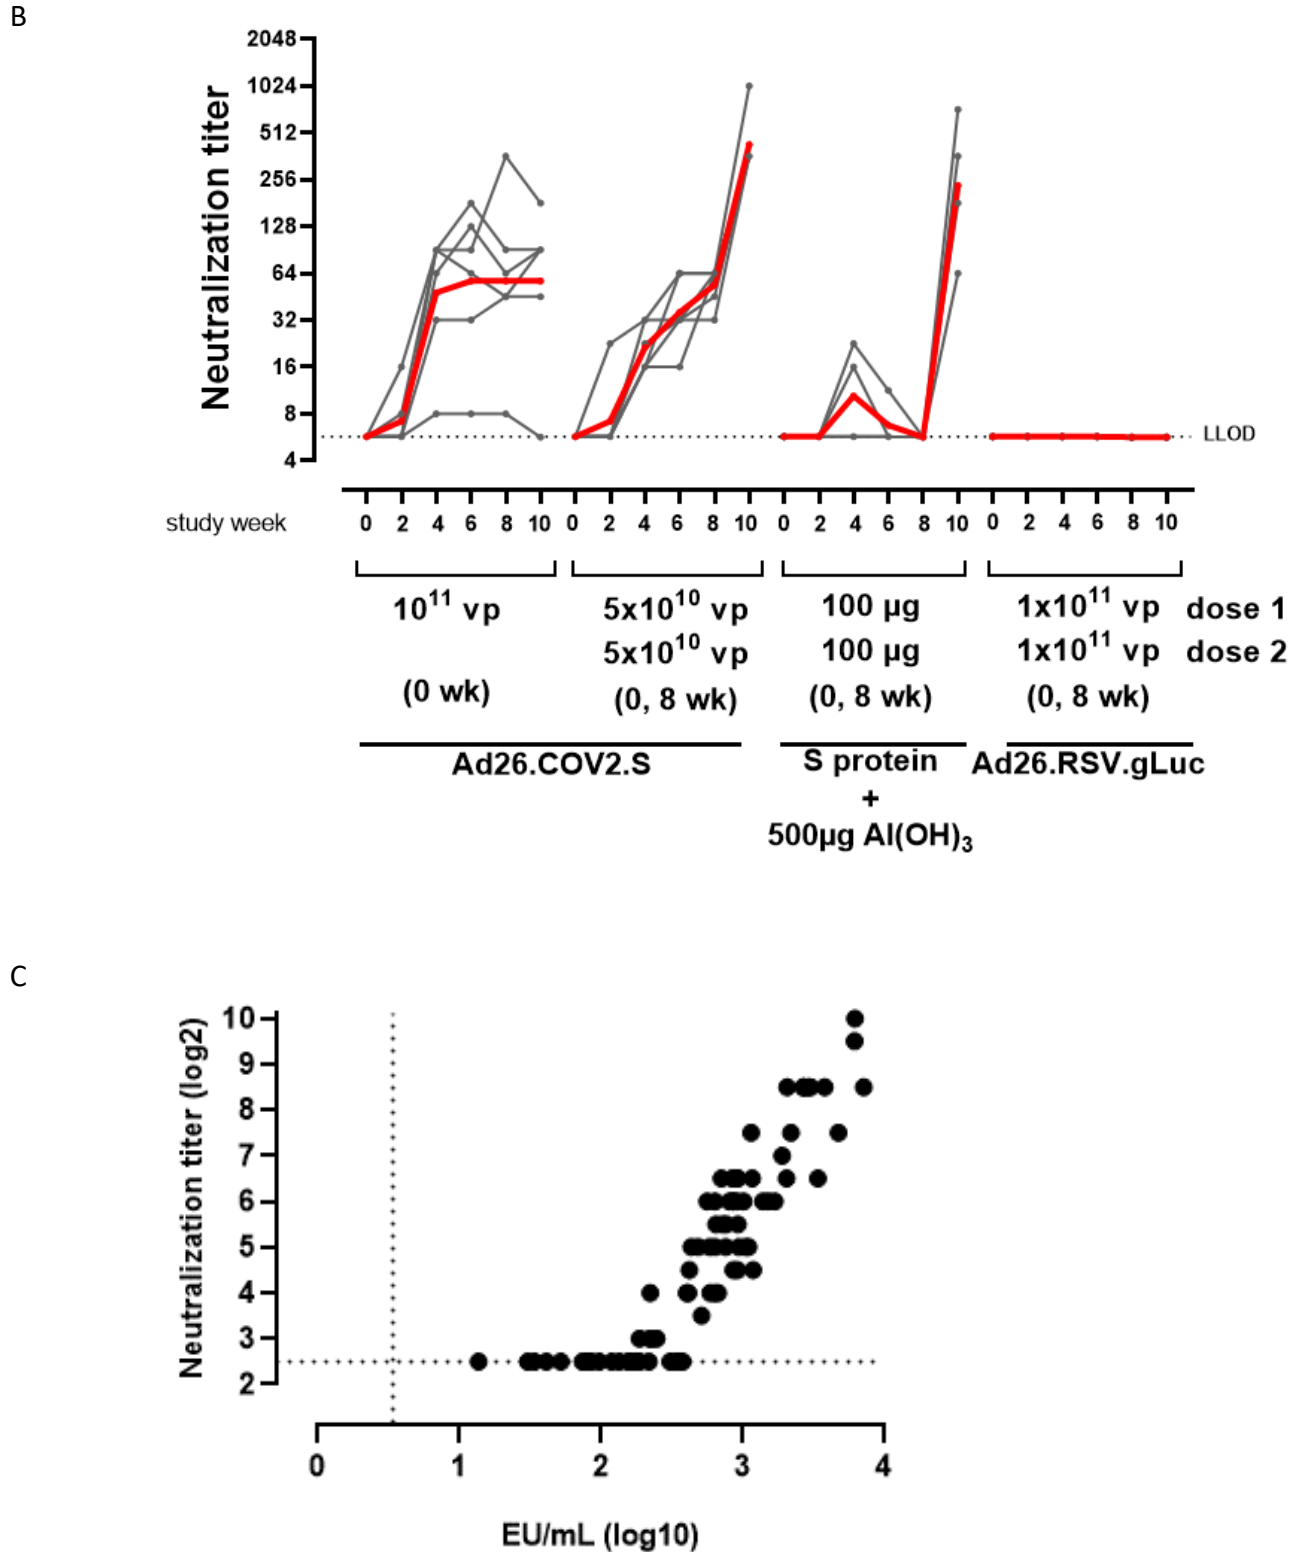 B
2048
1024
512
256
128
64
32
16
8
4
Neutralization titer
LLOD
study week
0 2 4 6 8 10 0 2 4 6 8 10 0 2 4 6 8 10 0 2 4 6 8 10
10¹¹ vp 5x10¹⁰ vp 100 µg 1x10¹¹ vp dose 1
5x10¹⁰ vp 100 µg 1x10¹¹ vp dose 2
(0 wk) (0, 8 wk) (0, 8 wk) (0, 8 wk)
Ad26.COV2.S S protein Ad26.RSV.gLuc
+
500µg Al(OH)₃
C
10
9
8
7
6
5
4
3
2
Neutralization titer (log2)
0 1 2 3 4
EU/mL (log10)